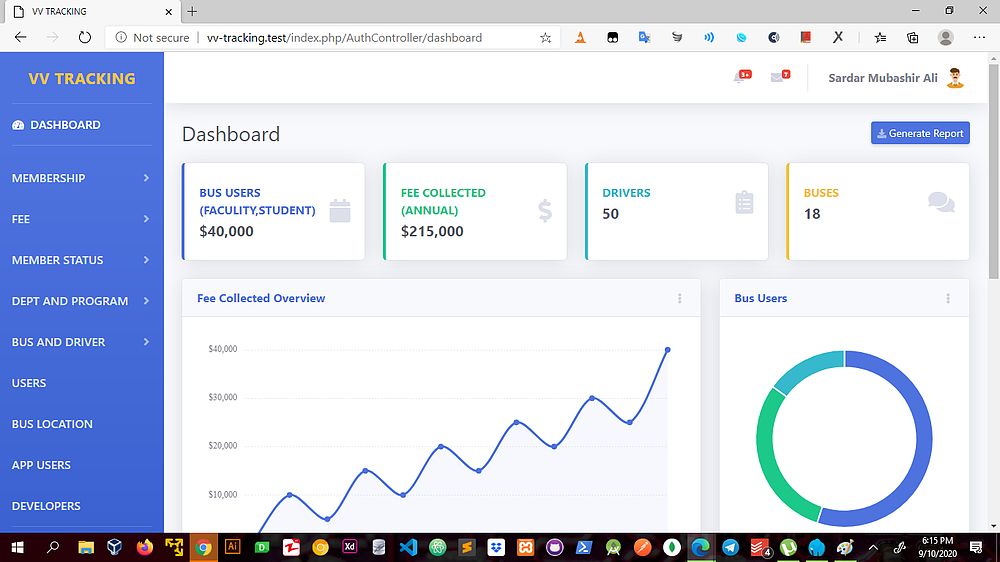 VV TRACKING
Not secure | vv-tracking.test/index.php/AuthController/dashboard
VV TRACKING
3+
7
Sardar Mubashir Ali
DASHBOARD
MEMBERSHIP
FEE
MEMBER STATUS
DEPT AND PROGRAM
BUS AND DRIVER
USERS
BUS LOCATION
APP USERS
DEVELOPERS
Dashboard
Generate Report
BUS USERS
(FACULITY,STUDENT)
$40,000
FEE COLLECTED
(ANNUAL)
$215,000
DRIVERS
50
BUSES
18
Fee Collected Overview
$40,000
$30,000
$20,000
$10,000
Bus Users
Ai
D
Xd
4
6:15 PM
9/10/2020